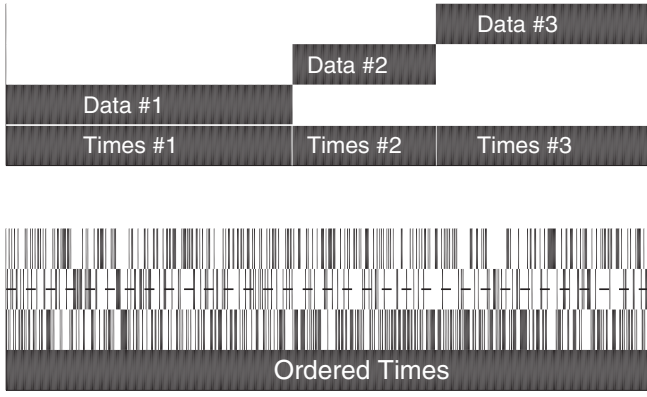 Data #3
Data #2
Data #1
Times #1 Times #2 Times #3
Ordered Times